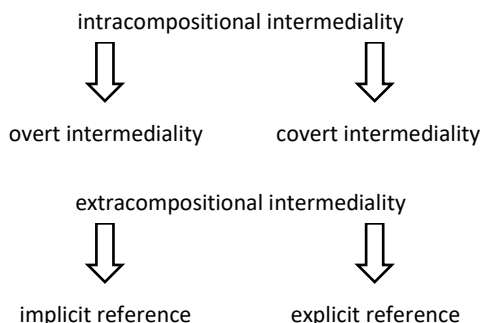 intracompositional intermediality
overt intermediality covert intermediality
extracompositional intermediality
implicit reference explicit reference